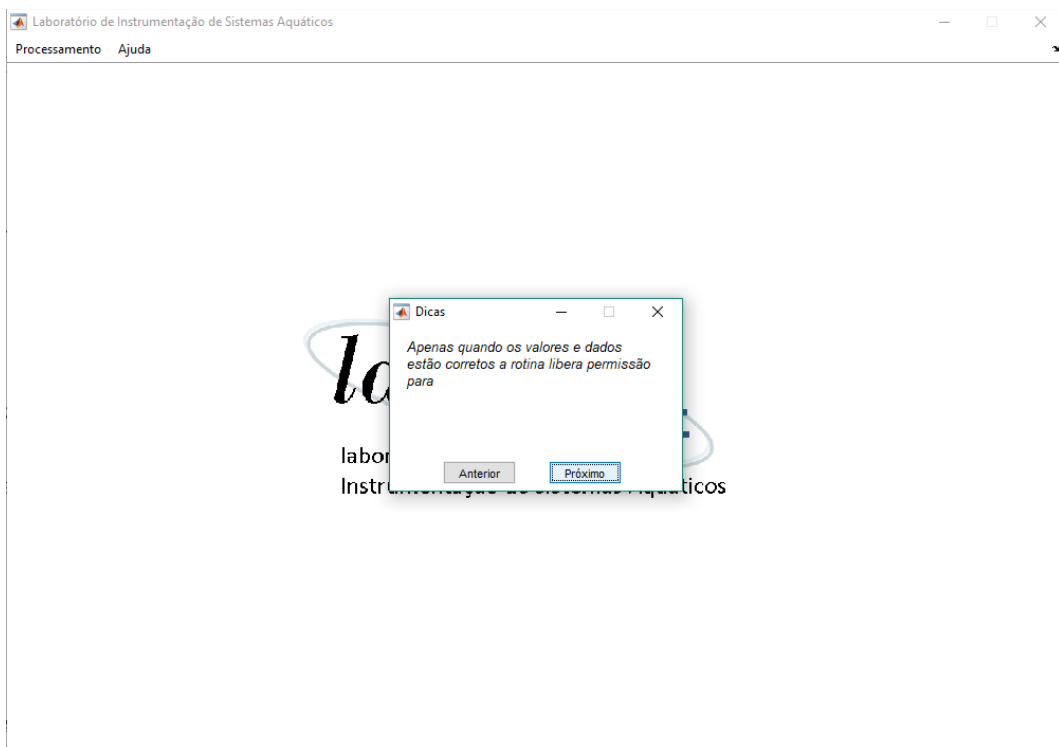 Laboratório de Instrumentação de Sistemas Aquáticos
Processamento Ajuda
Dicas
Apenas quando os valores e dados
estão corretos a rotina libera permissão
para
Anterior Próximo